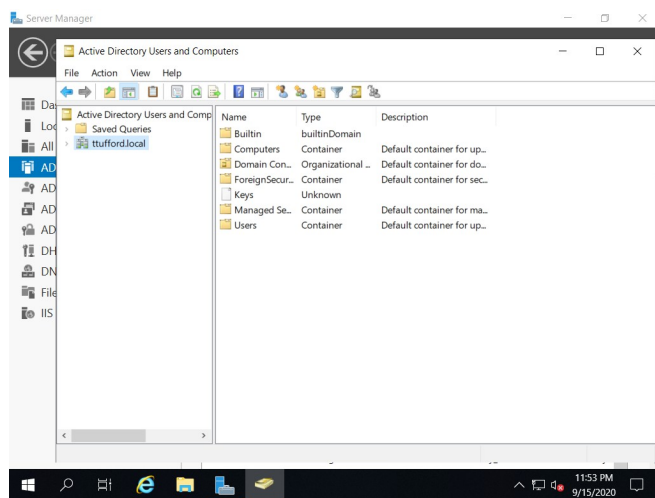 Server Manager
Active Directory Users and Computers
File Action View Help
Active Directory Users and Comp
Saved Queries
ttufford.local
Name Type Description
Builtin builtinDomain
Computers Container Default container for up...
Domain Con... Organizational ... Default container for do...
ForeignSecur... Container Default container for sec...
Keys Unknown
Managed Se... Container Default container for ma...
Users Container Default container for up...
Da
Loc
All
AD
AD
AD
AD
DH
DN
File
IIS
11:53 PM
9/15/2020